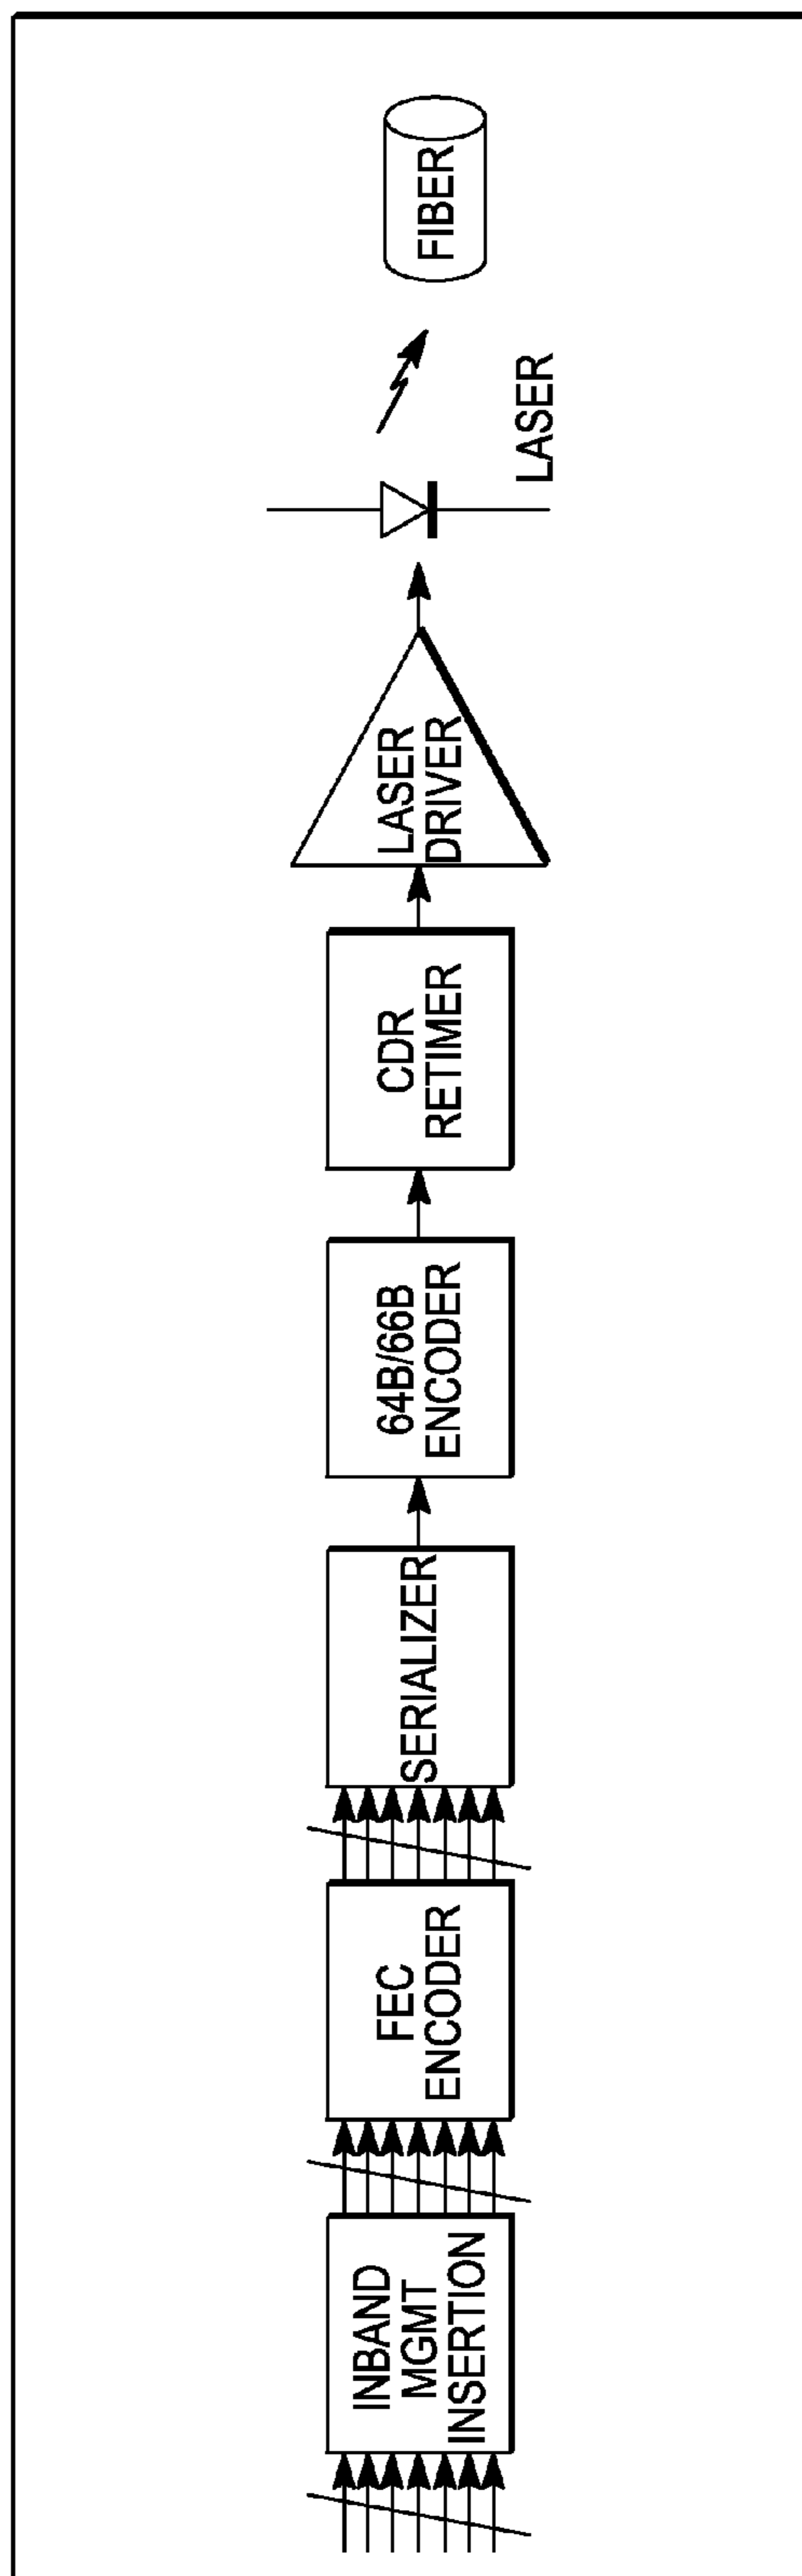 INBAND
MGMT
INSERTION
FEC
ENCODER
SERIALIZER
64B/66B
ENCODER
CDR
RETIMER
LASER
DRIVER
LASER
FIBER